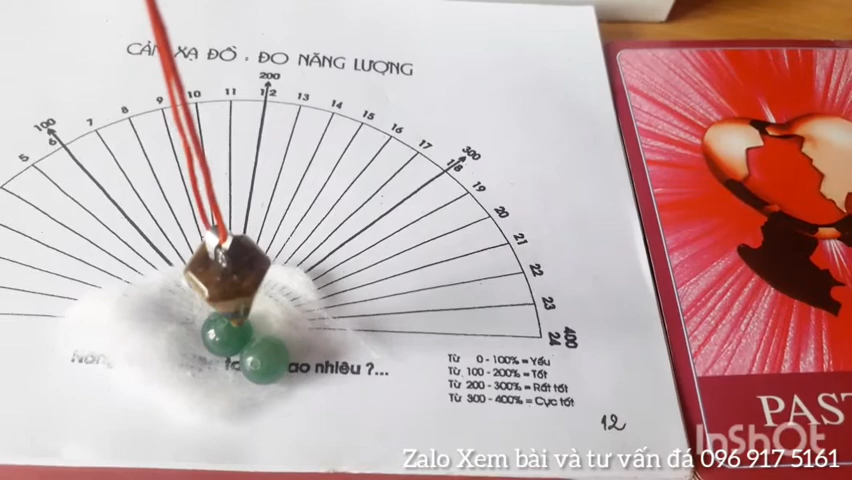 CẢM XẠ ĐỒ , ĐO NĂNG LƯỢNG
5 6 7 8 9 10 11 12 13 14 15 16 17 18 19 20 21 22 23 24
100 200 300 400
ao nhiêu ?...
Từ 0 - 100% = Yếu
Từ 100 - 200% = Tốt
Từ 200 - 300% = Rất tốt
Từ 300 - 400% = Cực tốt
12
PAST
InShOt
Zalo Xem bài và tư vấn đá 096 917 5161